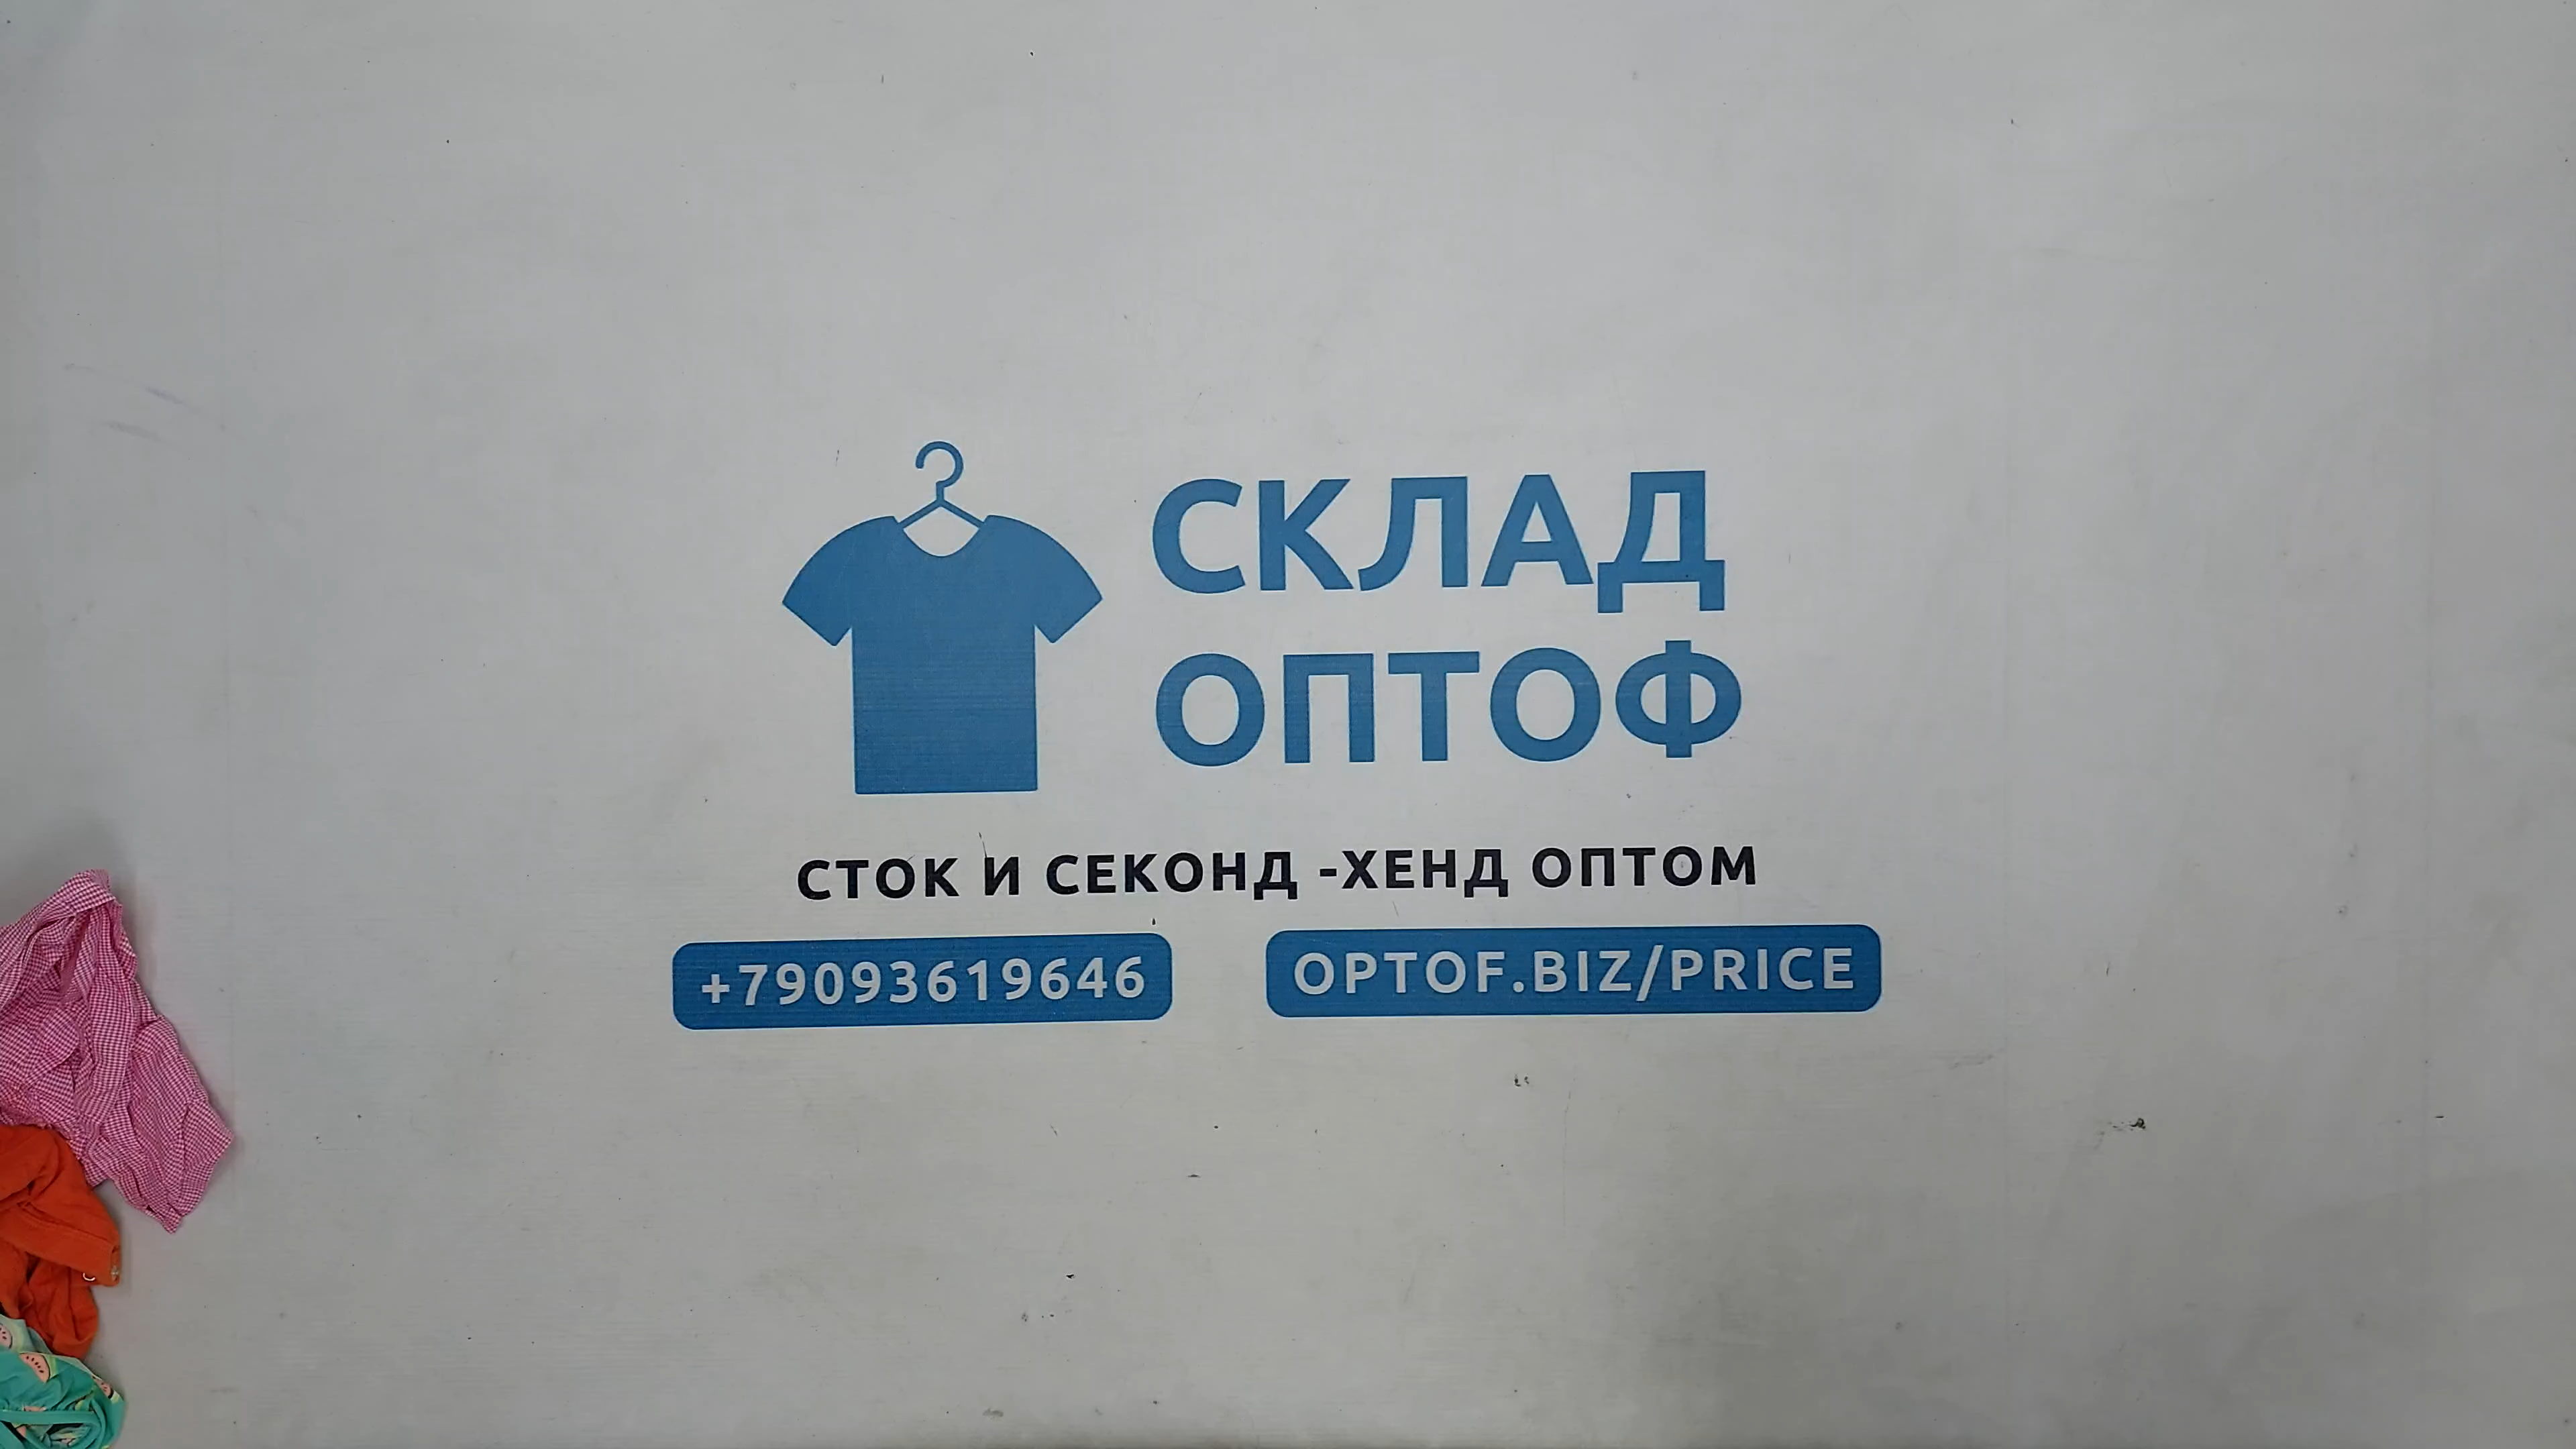 СКЛАД
ОПТОФ
СТОК И СЕКОНД -ХЕНД ОПТОМ
+79093619646
OPTOF.BIZ/PRICE